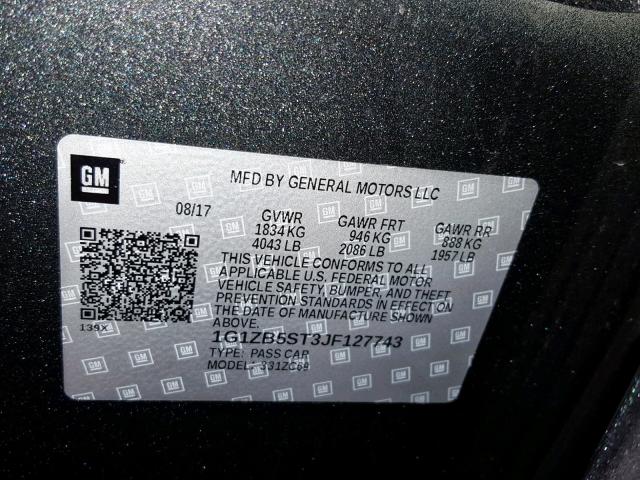 GM
MFD BY GENERAL MOTORS LLC
08/17 GVWR GAWR FRT GAWR RR
1834 KG 946 KG 888 KG
4043 LB 2086 LB 1957 LB
THIS VEHICLE CONFORMS TO ALL
APPLICABLE U.S. FEDERAL MOTOR
VEHICLE SAFETY, BUMPER, AND THEFT
PREVENTION STANDARDS IN EFFECT ON
THE DATE OF MANUFACTURE SHOWN
ABOVE.
139X
1G1ZB5ST3JF127743
TYPE: PASS CAR
MODEL: